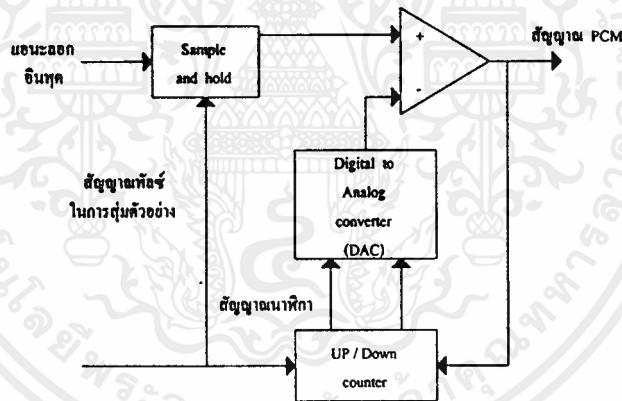 แอนะลอก
อินพุต
Sample
and hold
+
-
สัญญาณ PCM
Digital to
Analog
converter
(DAC)
สัญญาณพัลซ์
ในการสุ่มตัวอย่าง
สัญญาณนาฬิกา
UP / Down
counter